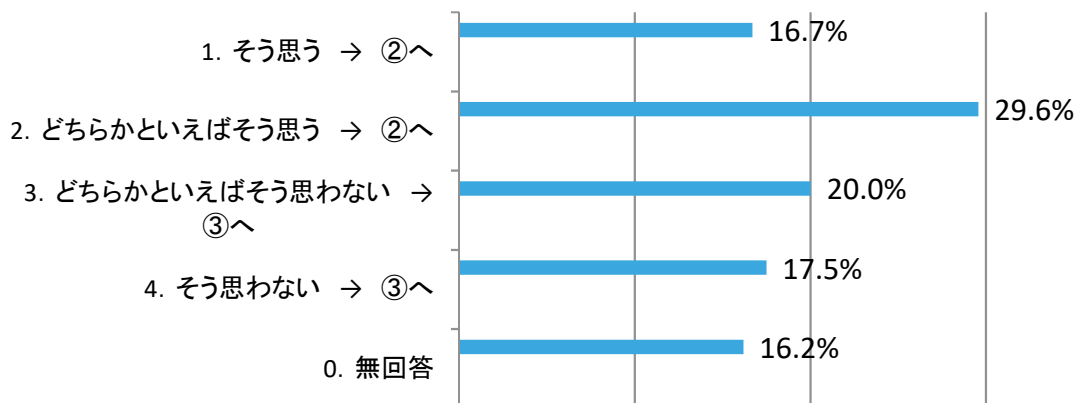 1. そう思う → ②へ
16.7%
2. どちらかといえばそう思う → ②へ
29.6%
3. どちらかといえばそう思わない →
③へ
20.0%
4. そう思わない → ③へ
17.5%
0. 無回答
16.2%